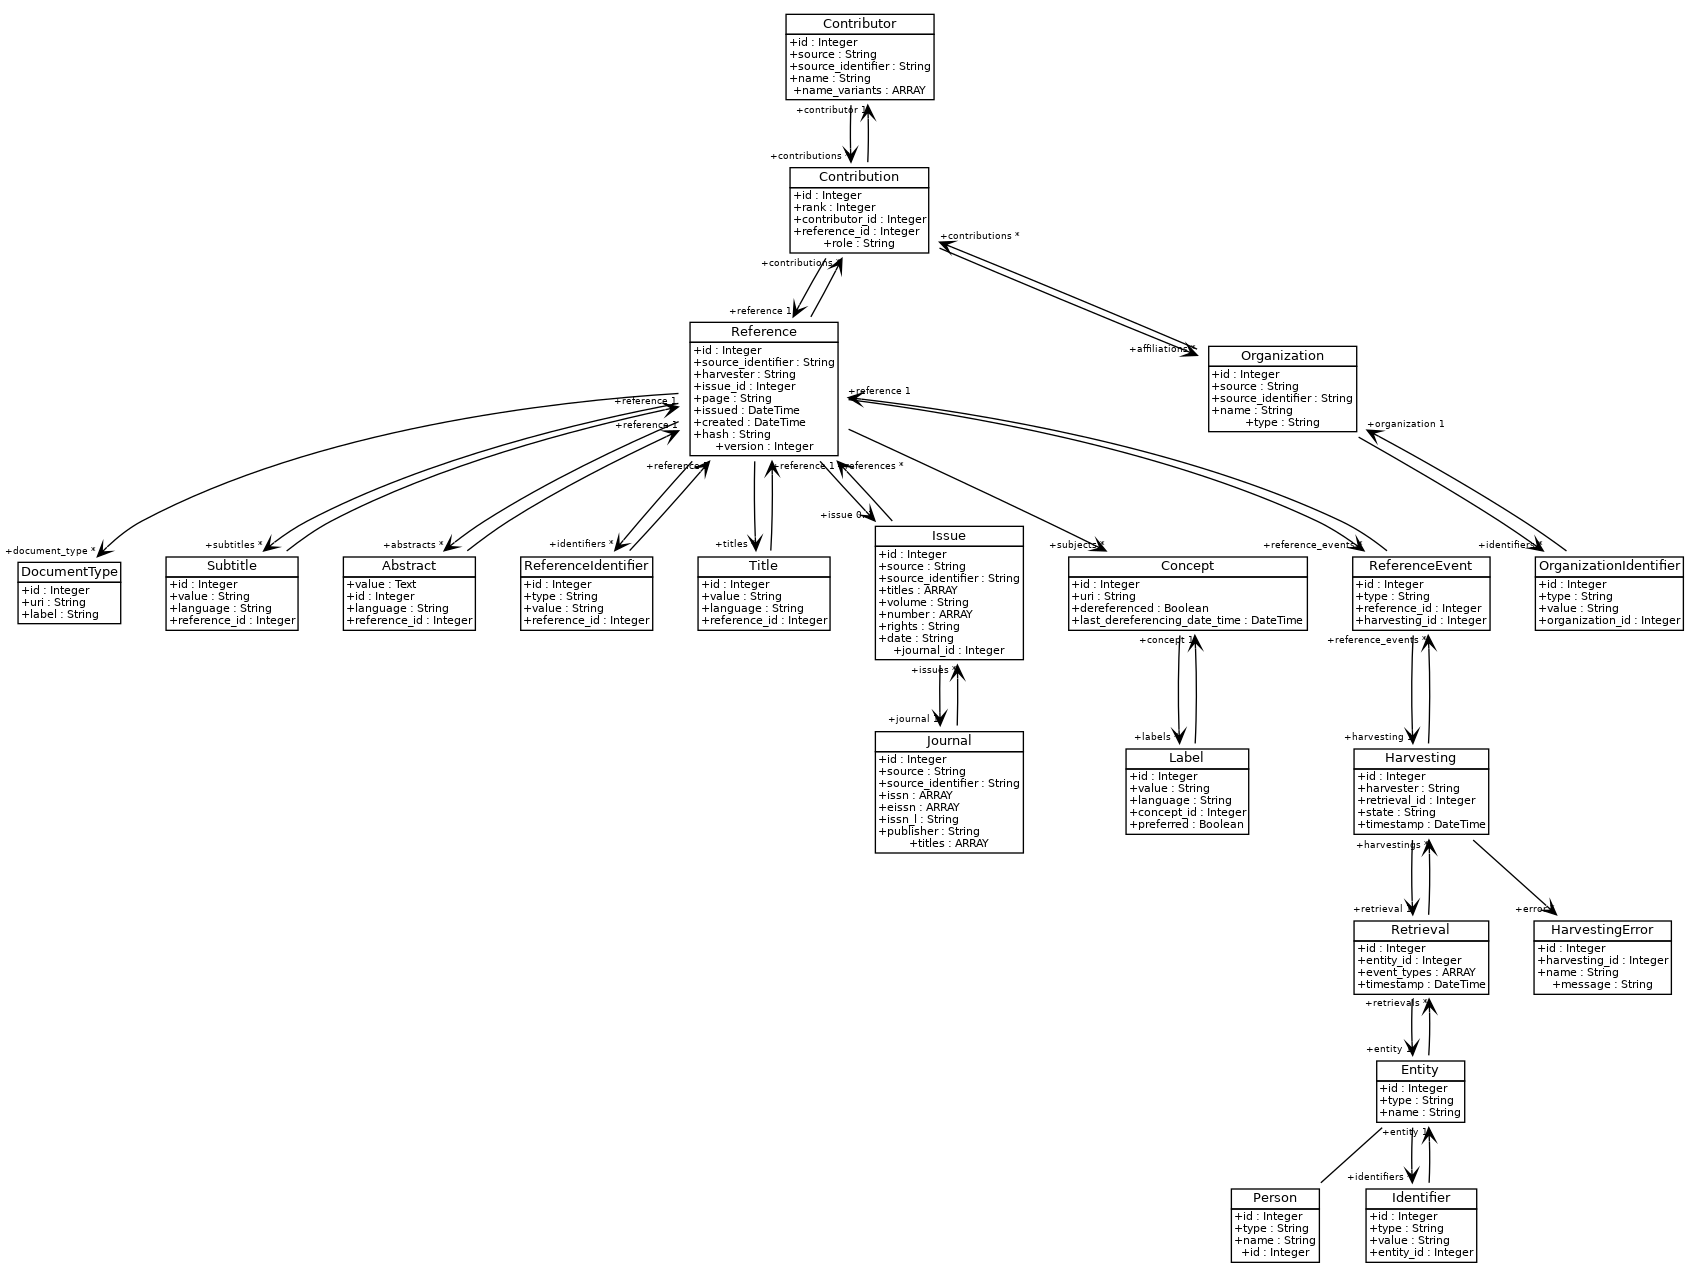 Contributor
+id : Integer
+source : String
+source_identifier : String
+name : String
+name_variants : ARRAY
+contributor 1
+contributions
Contribution
+id : Integer
+rank : Integer
+contributor_id : Integer
+reference_id : Integer
+role : String
+contributions *
+contributions
+reference 1
Reference
+id : Integer
+source_identifier : String
+harvester : String
+issue_id : Integer
+page : String
+issued : DateTime
+created : DateTime
+hash : String
+version : Integer
+affiliations *
Organization
+id : Integer
+source : String
+source_identifier : String
+name : String
+type : String
+reference 1
+reference 1
+reference 1
+organization 1
+reference
+reference 1
+references *
+issue 0
+document_type *
+subtitles *
+abstracts *
+identifiers *
+titles
+subjects *
+reference_events *
+identifiers *
DocumentType
+id : Integer
+uri : String
+label : String
Subtitle
+id : Integer
+value : String
+language : String
+reference_id : Integer
Abstract
+value : Text
+id : Integer
+language : String
+reference_id : Integer
ReferenceIdentifier
+id : Integer
+type : String
+value : String
+reference_id : Integer
Title
+id : Integer
+value : String
+language : String
+reference_id : Integer
Issue
+id : Integer
+source : String
+source_identifier : String
+titles : ARRAY
+volume : String
+number : ARRAY
+rights : String
+date : String
+journal_id : Integer
Concept
+id : Integer
+uri : String
+dereferenced : Boolean
+last_dereferencing_date_time : DateTime
ReferenceEvent
+id : Integer
+type : String
+reference_id : Integer
+harvesting_id : Integer
OrganizationIdentifier
+id : Integer
+type : String
+value : String
+organization_id : Integer
+issues *
+journal
+concept 1
+labels
+reference_events *
+harvesting
Journal
+id : Integer
+source : String
+source_identifier : String
+issn : ARRAY
+eissn : ARRAY
+issn_l : String
+publisher : String
+titles : ARRAY
Label
+id : Integer
+value : String
+language : String
+concept_id : Integer
+preferred : Boolean
Harvesting
+id : Integer
+harvester : String
+retrieval_id : Integer
+state : String
+timestamp : DateTime
+harvestings
+retrieval
Retrieval
+id : Integer
+entity_id : Integer
+event_types : ARRAY
+timestamp : DateTime
HarvestingError
+id : Integer
+harvesting_id : Integer
+name : String
+message : String
+retrievals *
+entity
Entity
+id : Integer
+type : String
+name : String
+entity 1
+identifiers
Person
+id : Integer
+type : String
+name : String
+id : Integer
Identifier
+id : Integer
+type : String
+value : String
+entity_id : Integer